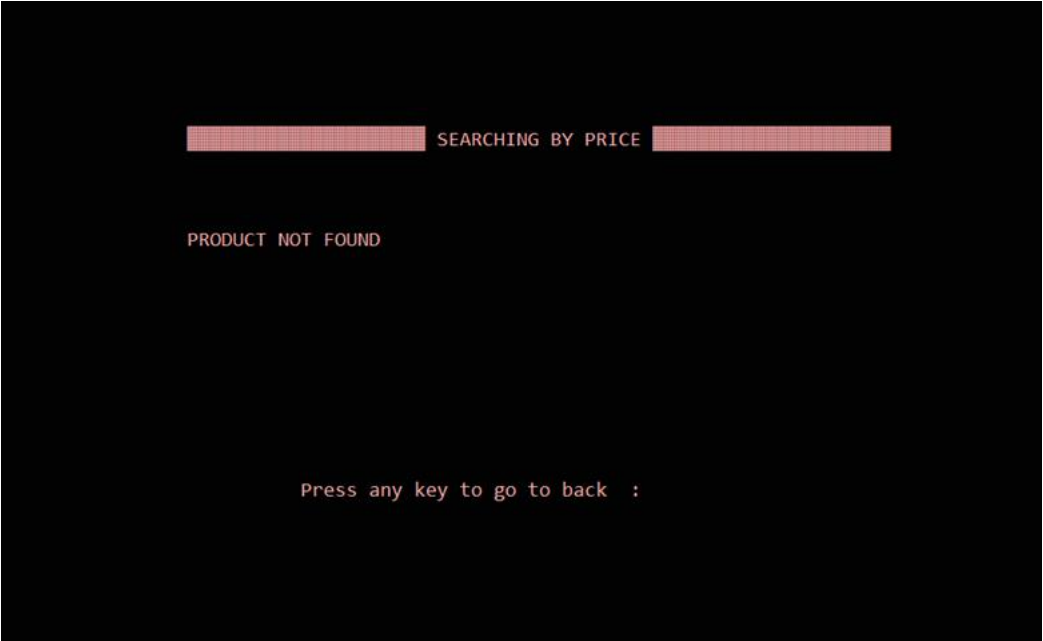 SEARCHING BY PRICE
PRODUCT NOT FOUND
Press any key to go to back :